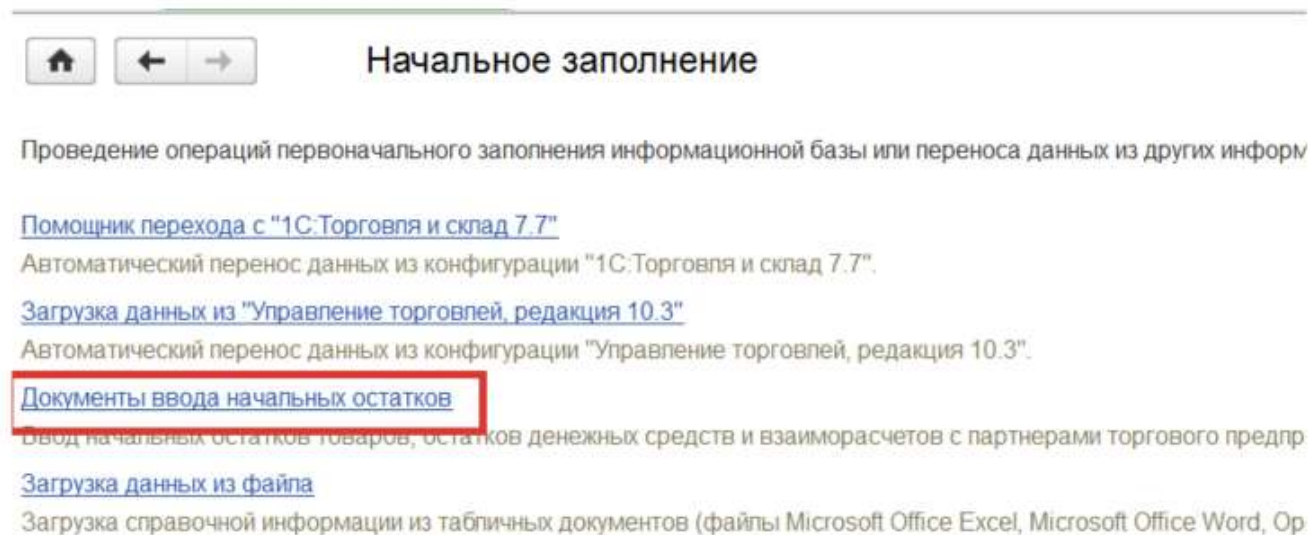 Начальное заполнение
Проведение операций первоначального заполнения информационной базы или переноса данных из других информ
Помощник перехода с "1С:Торговля и склад 7.7"
Автоматический перенос данных из конфигурации "1С:Торговля и склад 7.7".
Загрузка данных из "Управление торговлей, редакция 10.3"
Автоматический перенос данных из конфигурации "Управление торговлей, редакция 10.3".
Документы ввода начальных остатков
Ввод начальных остатков товаров, остатков денежных средств и взаиморасчетов с партнерами торгового предпр
Загрузка данных из файла
Загрузка справочной информации из табличных документов (файлы Microsoft Office Excel, Microsoft Office Word, Op